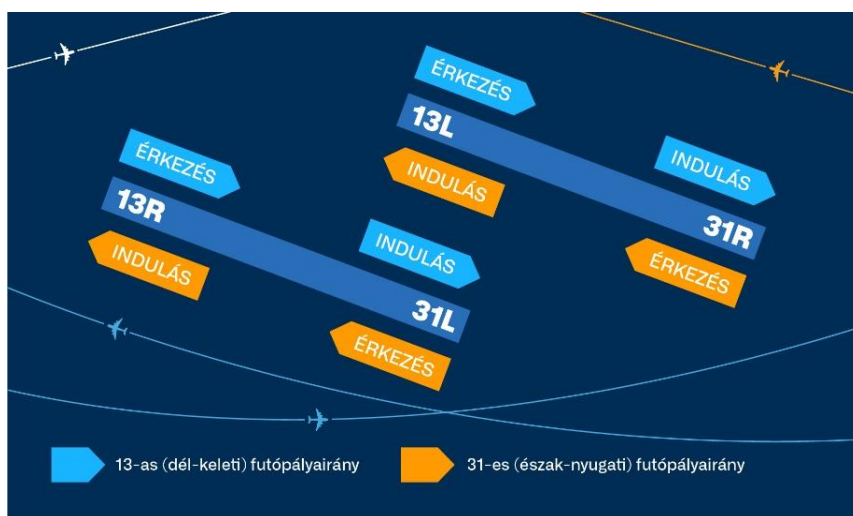 ÉRKEZÉS
13L
INDULÁS
INDULÁS
31R
ÉRKEZÉS
ÉRKEZÉS
13R
INDULÁS
INDULÁS
31L
ÉRKEZÉS
13-as (dél-keleti) futópályairány
31-es (észak-nyugati) futópályairány